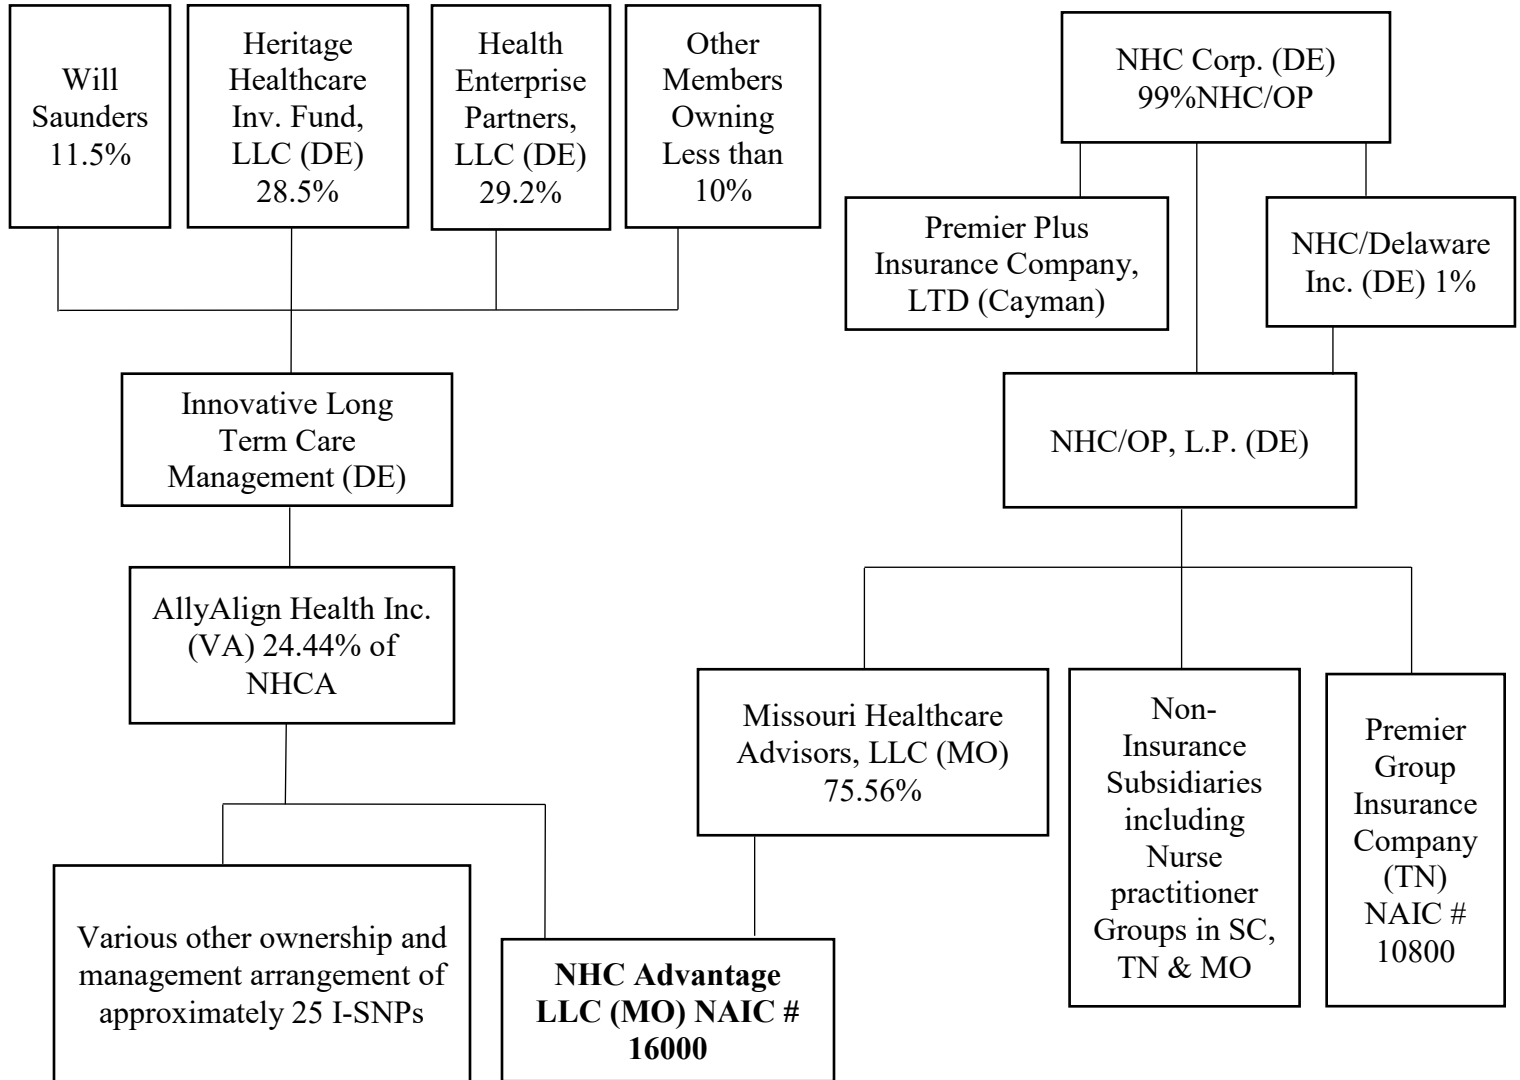 Will
Saunders
11.5%
Heritage
Healthcare
Inv. Fund,
LLC (DE)
28.5%
Health
Enterprise
Partners,
LLC (DE)
29.2%
Other
Members
Owning
Less than
10%
NHC Corp. (DE)
99%NHC/OP
Premier Plus
Insurance Company,
LTD (Cayman)
NHC/Delaware
Inc. (DE) 1%
Innovative Long
Term Care
Management (DE)
NHC/OP, L.P. (DE)
AllyAlign Health Inc.
(VA) 24.44% of
NHCA
Missouri Healthcare
Advisors, LLC (MO)
75.56%
Non-
Insurance
Subsidiaries
including
Nurse
practitioner
Groups in SC,
TN & MO
Premier
Group
Insurance
Company
(TN)
NAIC #
10800
Various other ownership and
management arrangement of
approximately 25 I-SNPs
NHC Advantage
LLC (MO) NAIC #
16000